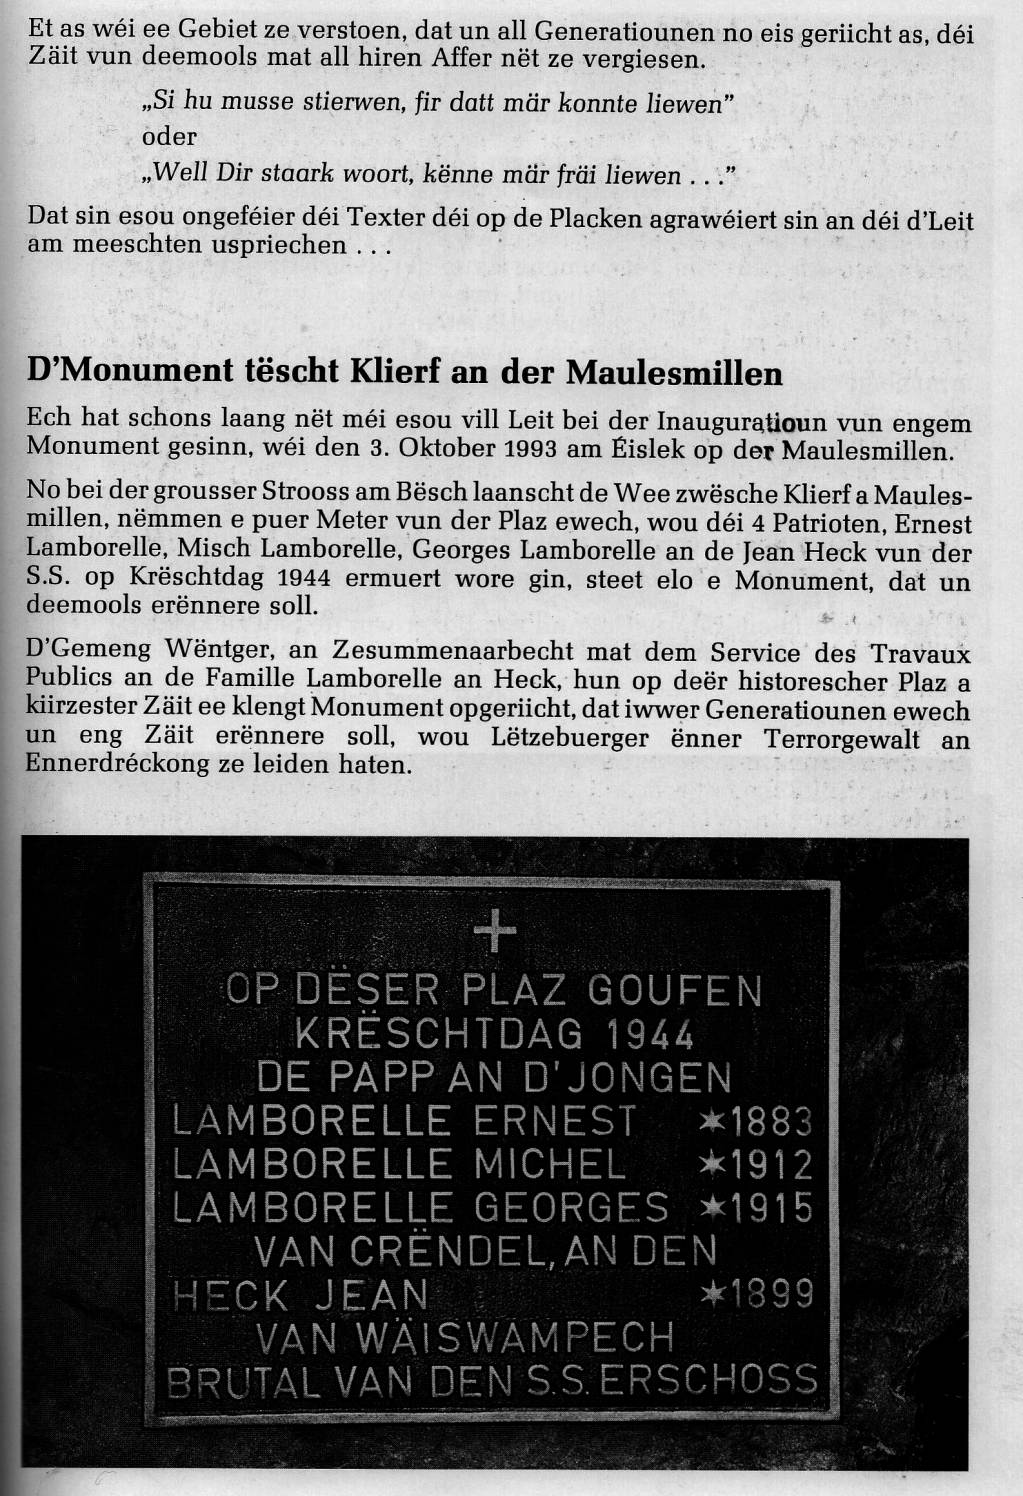 Et as wéi ee Gebiet ze verstoen, dat un all Generatiounen no eis geriicht as, déi
Zäit vun deemools mat all hiren Affer nët ze vergiesen.
„Si hu musse stierwen, fir datt mär konnte liewen”
oder
„Well Dir staark woort, kënne mär fräi liewen . . .”
Dat sin esou ongeféier déi Texter déi op de Placken agrawéiert sin an déi d'Leit
am meeschten uspriechen . . .
D'Monument tëscht Klierf an der Maulesmillen
Ech hat schons laang nët méi esou vill Leit bei der Inauguratioun vun engem
Monument gesinn, wéi den 3. Oktober 1993 am Éislek op der Maulesmillen.
No bei der grousser Strooss am Bësch laanscht de Wee zwësche Klierf a Maules-
millen, nëmmen e puer Meter vun der Plaz ewech, wou déi 4 Patrioten, Ernest
Lamborelle, Misch Lamborelle, Georges Lamborelle an de Jean Heck vun der
S.S. op Krëschtdag 1944 ermuert wore gin, steet elo e Monument, dat un
deemools erënnere soll.
D'Gemeng Wëntger, an Zesummenaarbecht mat dem Service des Travaux
Publics an de Famille Lamborelle an Heck, hun op deër historescher Plaz a
kiirzester Zäit ee klengt Monument opgeriicht, dat iwwer Generatiounen ewech
un eng Zäit erënnere soll, wou Lëtzebuerger ënner Terrorgewalt an
Ennerdréckong ze leiden haten.
OP DËSER PLAZ GOUFEN
KRËSCHTDAG 1944
DE PAPP AN D'JONGEN
LAMBORELLE ERNEST *1883
LAMBORELLE MICHEL *1912
LAMBORELLE GEORGES *1915
VAN CRËNDEL, AN DEN
HECK JEAN *1899
VAN WÄISWAMPECH
BRUTAL VAN DEN S.S. ERSCHOSS